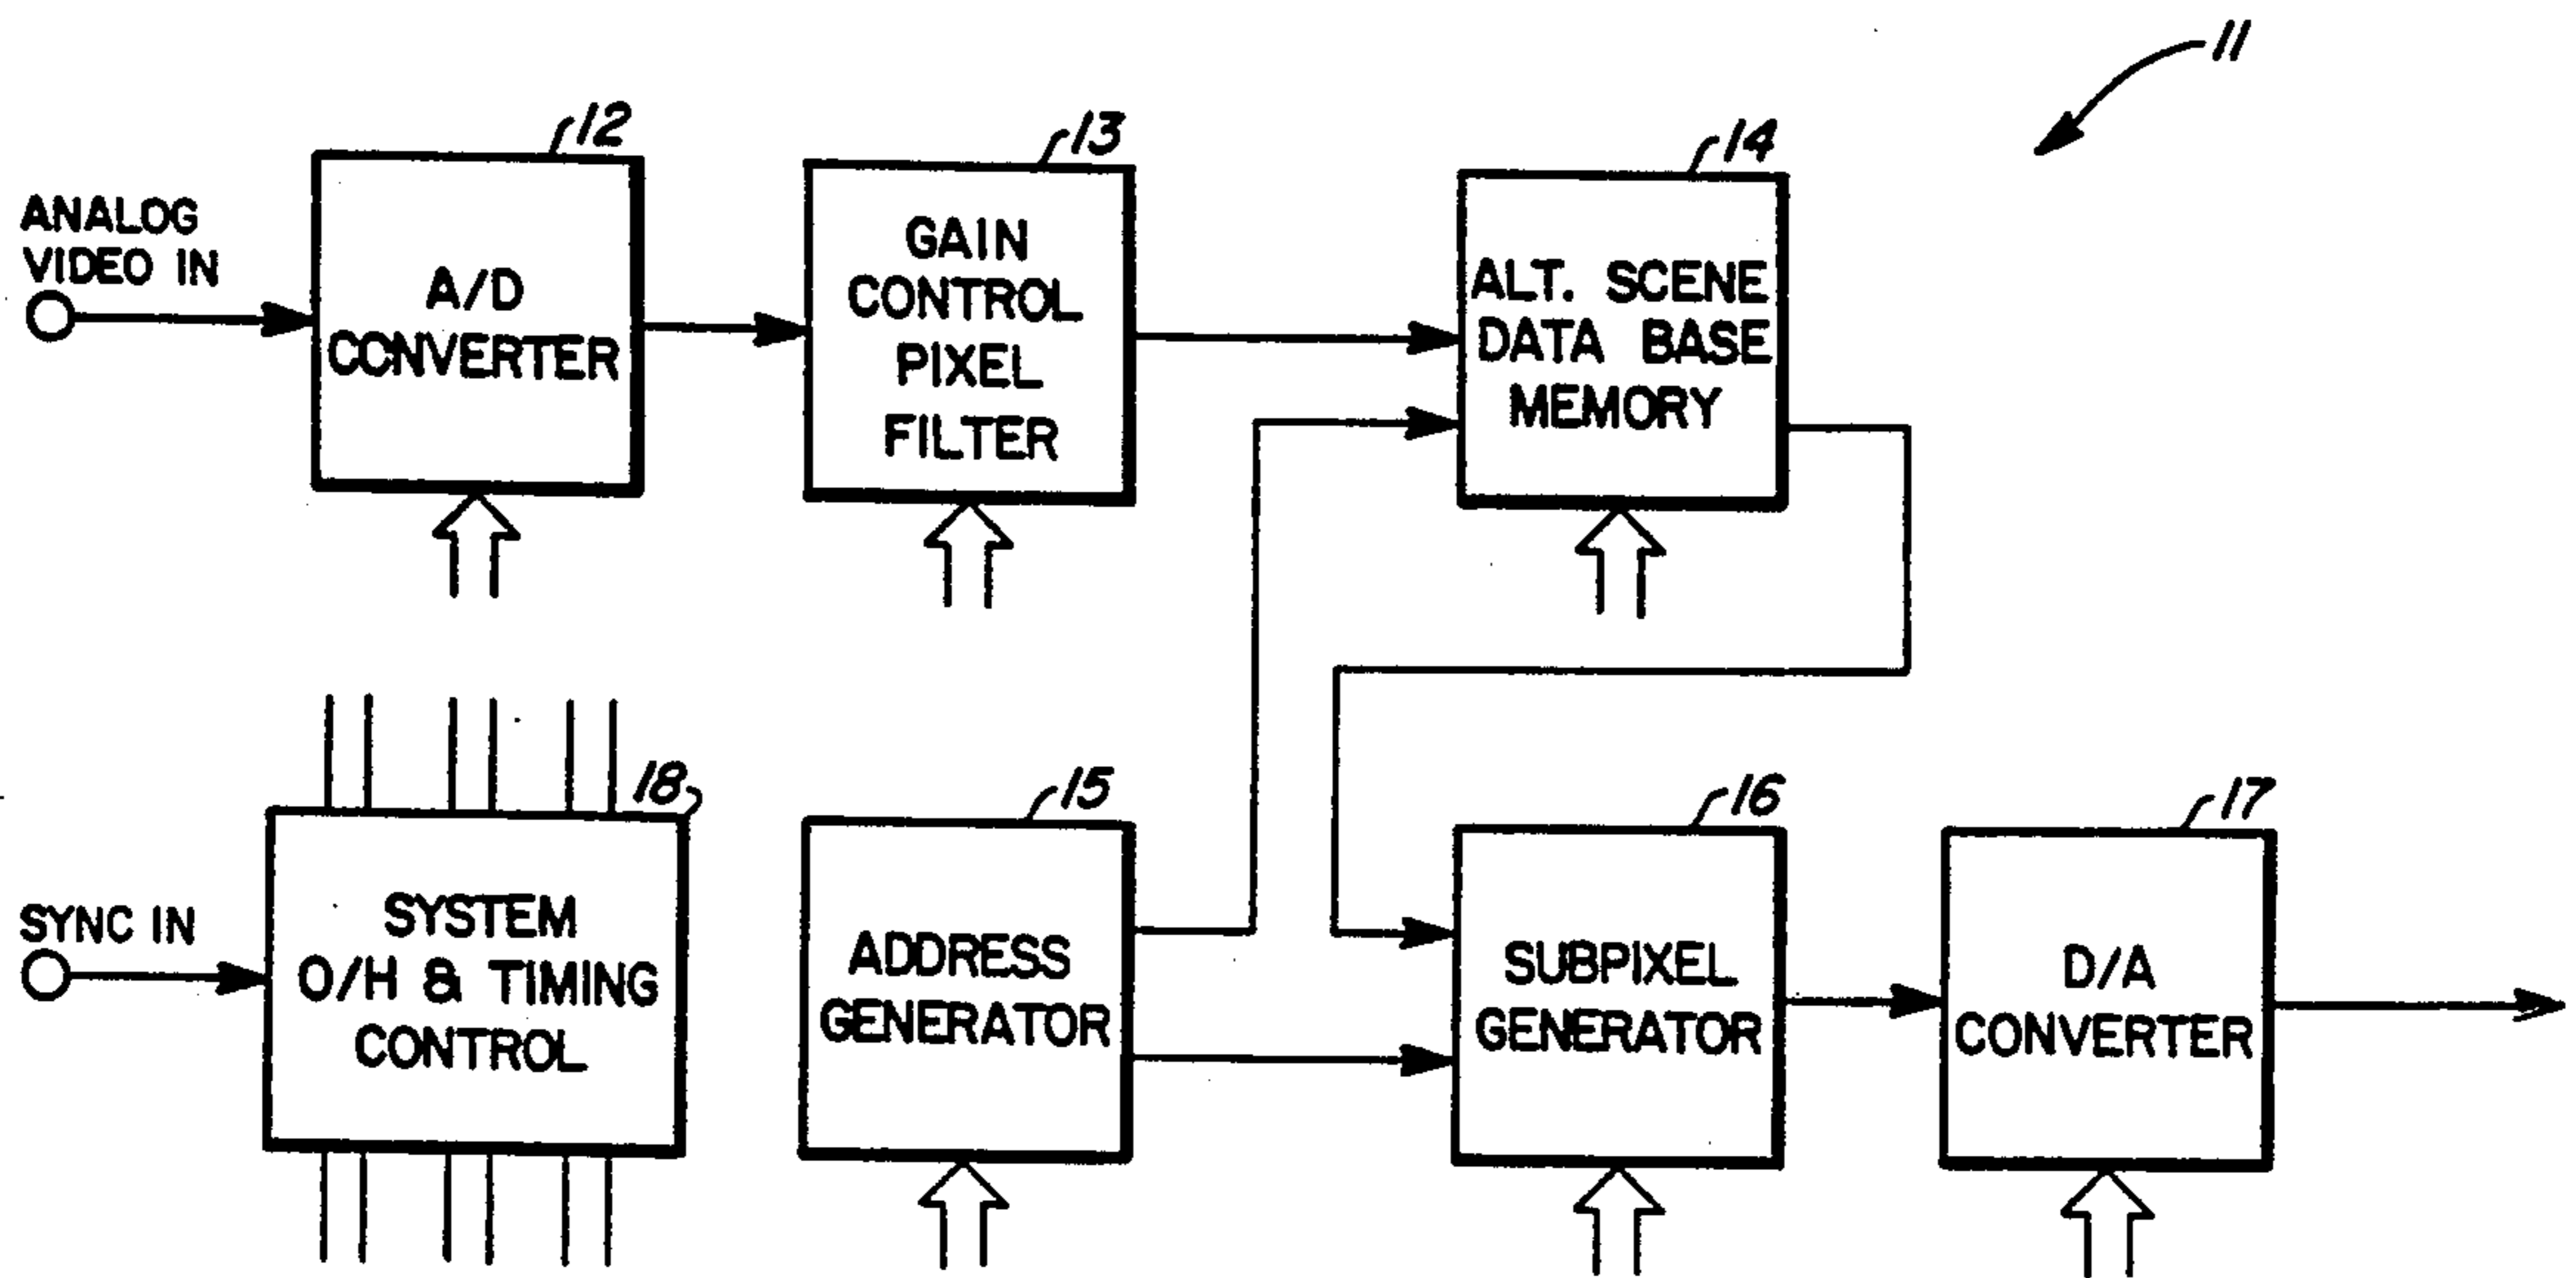 11
12
13
14
ANALOG
VIDEO IN
A/D
CONVERTER
GAIN
CONTROL
PIXEL
FILTER
ALT. SCENE
DATA BASE
MEMORY
18
15
16
17
SYNC IN
SYSTEM
O/H & TIMING
CONTROL
ADDRESS
GENERATOR
SUBPIXEL
GENERATOR
D/A
CONVERTER